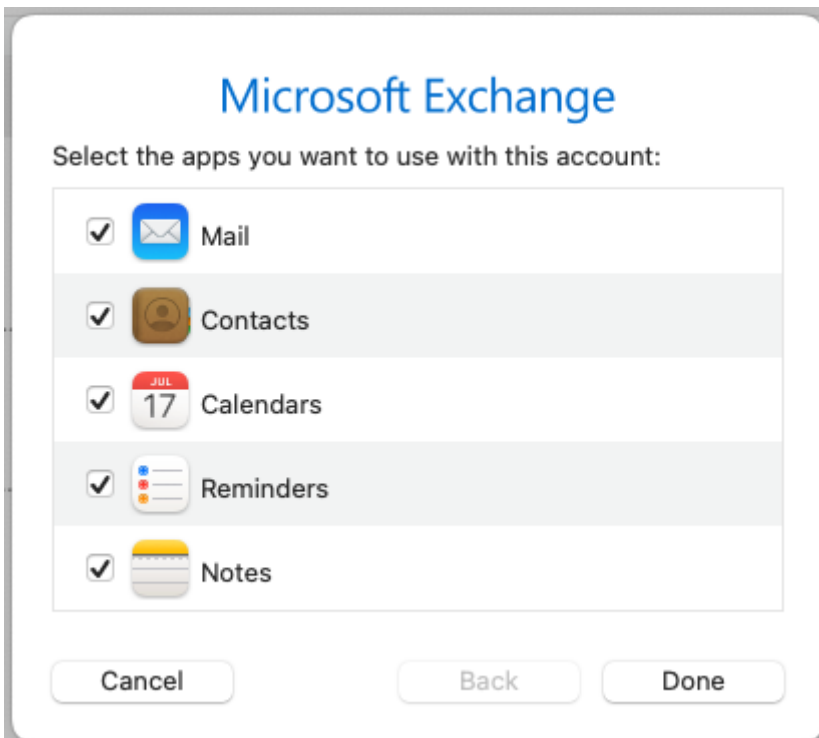 Microsoft Exchange
Select the apps you want to use with this account:
Mail
Contacts
JUL
17
Calendars
Reminders
Notes
Cancel
Back
Done